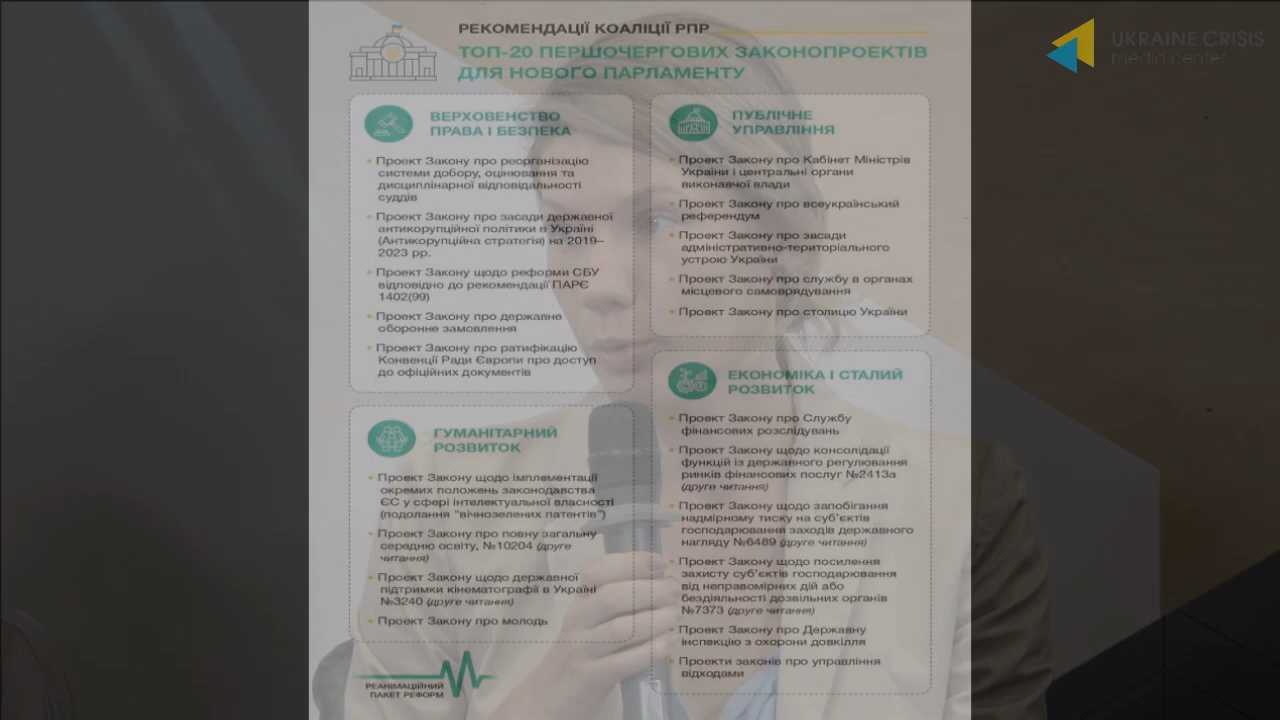 РЕКОМЕНДАЦІЇ КОАЛІЦІЇ РПР
ТОП-20 ПЕРШОЧЕРГОВИХ ЗАКОНОПРОЕКТІВ
ДЛЯ НОВОГО ПАРЛАМЕНТУ
UKRAINE CRISIS
media center
ВЕРХОВЕНСТВО
ПРАВА І БЕЗПЕКА
• Проект Закону про реорганізацію
системи добору, оцінювання та
дисциплінарної відповідальності
суддів
• Проект Закону про засади державної
антикорупційної політики в Україні
(Антикорупційна стратегія) на 2019–
2023 рр.
• Проект Закону щодо реформи СБУ
відповідно до рекомендації ПАРЄ
1402(99)
• Проект Закону про державне
оборонне замовлення
• Проект Закону про ратифікацію
Конвенції Ради Європи про доступ
до офіційних документів
ГУМАНІТАРНИЙ
РОЗВИТОК
• Проект Закону щодо імплементації
окремих положень законодавства
ЄС у сфері інтелектуальної власності
(подолання "вічнозелених патентів")
• Проект Закону про повну загальну
середню освіту, №10204 (друге
читання)
• Проект Закону щодо державної
підтримки кінематографії в Україні
№3240 (друге читання)
• Проект Закону про молодь
РЕАНІМАЦІЙНИЙ
ПАКЕТ РЕФОРМ
ПУБЛІЧНЕ
УПРАВЛІННЯ
• Проект Закону про Кабінет Міністрів
України і центральні органи
виконавчої влади
• Проект Закону про всеукраїнський
референдум
• Проект Закону про засади
адміністративно-територіального
устрою України
• Проект Закону про службу в органах
місцевого самоврядування
• Проект Закону про столицю України
ЕКОНОМІКА І СТАЛИЙ
РОЗВИТОК
• Проект Закону про Службу
фінансових розслідувань
• Проект Закону щодо консолідації
функцій із державного регулювання
ринків фінансових послуг №2413а
(друге читання)
• Проект Закону щодо запобігання
надмірному тиску на суб'єктів
господарювання заходів державного
нагляду №6489 (друге читання)
• Проект Закону щодо посилення
захисту суб'єктів господарювання
від неправомірних дій або
бездіяльності дозвільних органів
№7373 (друге читання)
• Проект Закону про Державну
інспекцію з охорони довкілля
• Проекти законів про управління
відходами